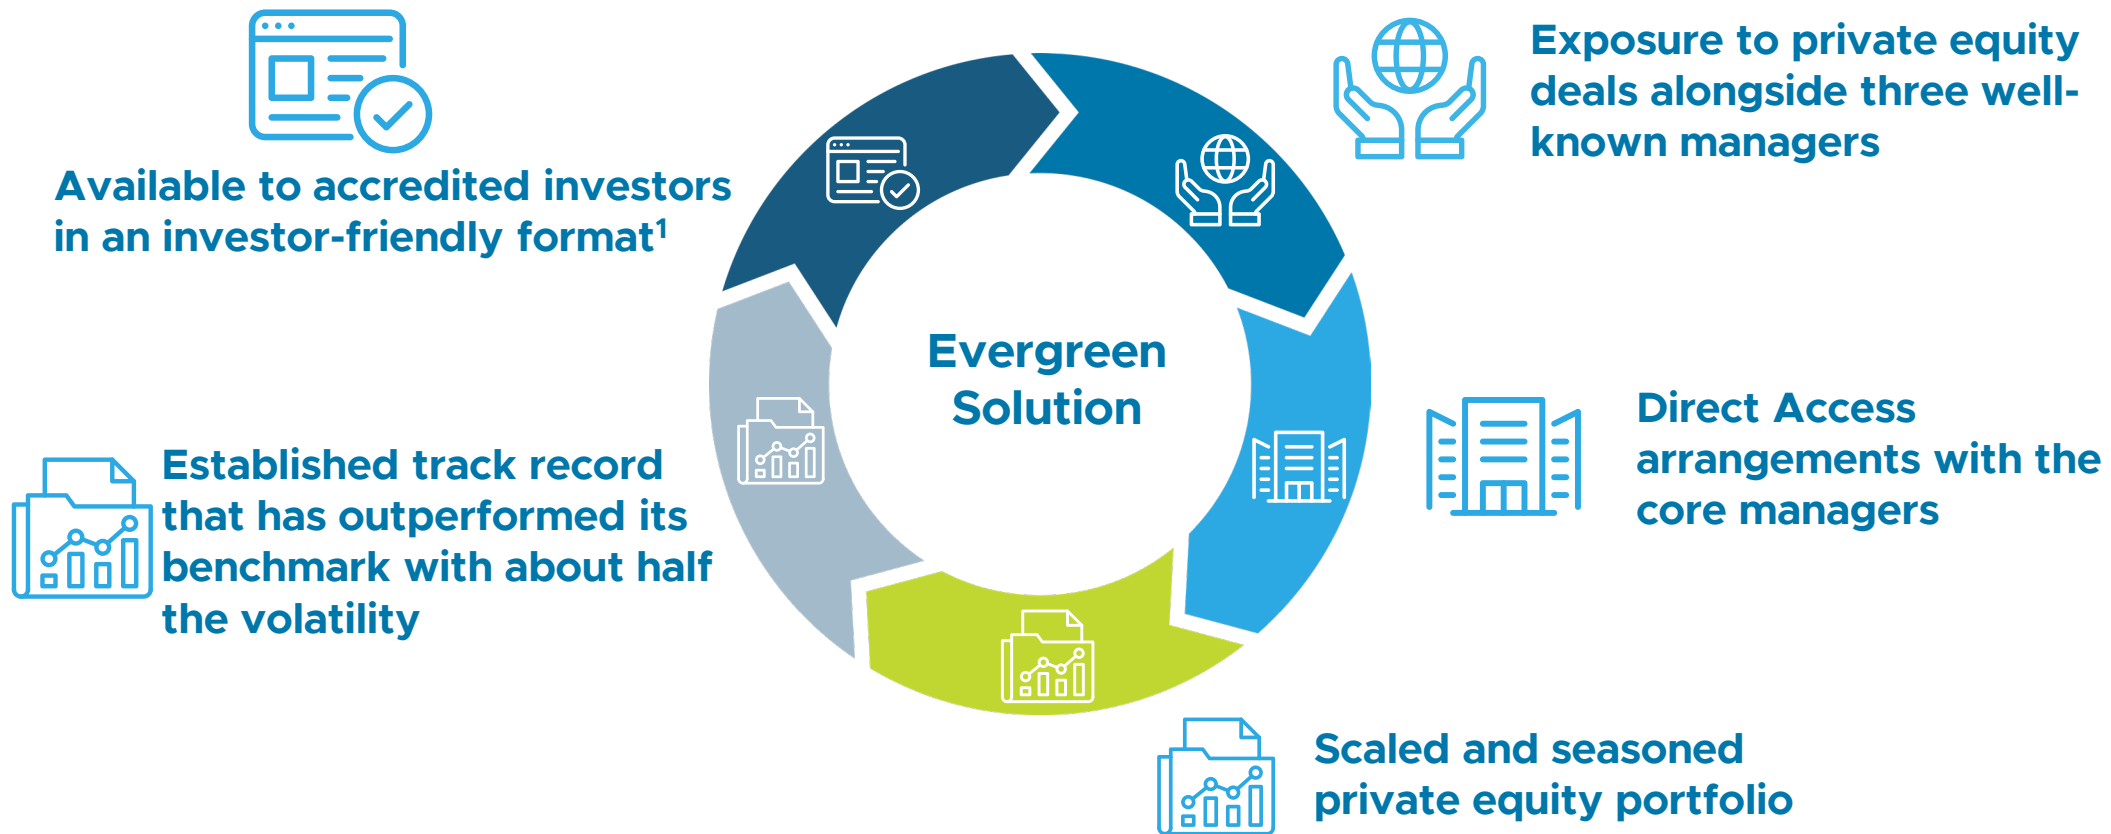 Available to accredited investors
in an investor-friendly format¹
Exposure to private equity
deals alongside three well-
known managers
Evergreen
Solution
Direct Access
arrangements with the
core managers
Established track record
that has outperformed its
benchmark with about half
the volatility
Scaled and seasoned
private equity portfolio